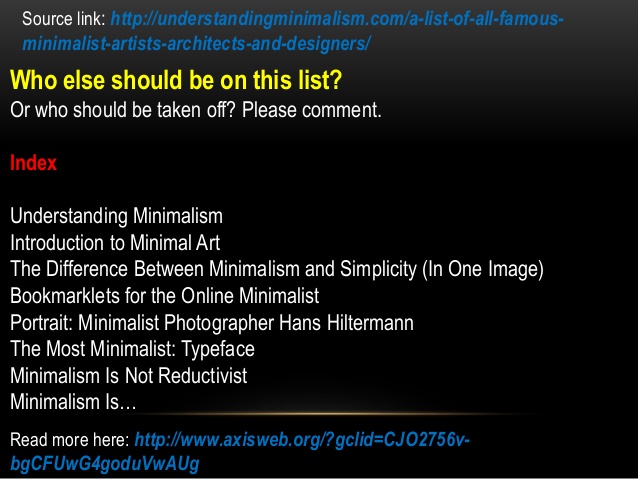 Source link: http://understandingminimalism.com/a-list-of-all-famous-
minimalist-artists-architects-and-designers/
Who else should be on this list?
Or who should be taken off? Please comment.
Index
Understanding Minimalism
Introduction to Minimal Art
The Difference Between Minimalism and Simplicity (In One Image)
Bookmarklets for the Online Minimalist
Portrait: Minimalist Photographer Hans Hiltermann
The Most Minimalist: Typeface
Minimalism Is Not Reductivist
Minimalism Is…
Read more here: http://www.axisweb.org/?gclid=CJO2756v-
bgCFUwG4goduVwAUg